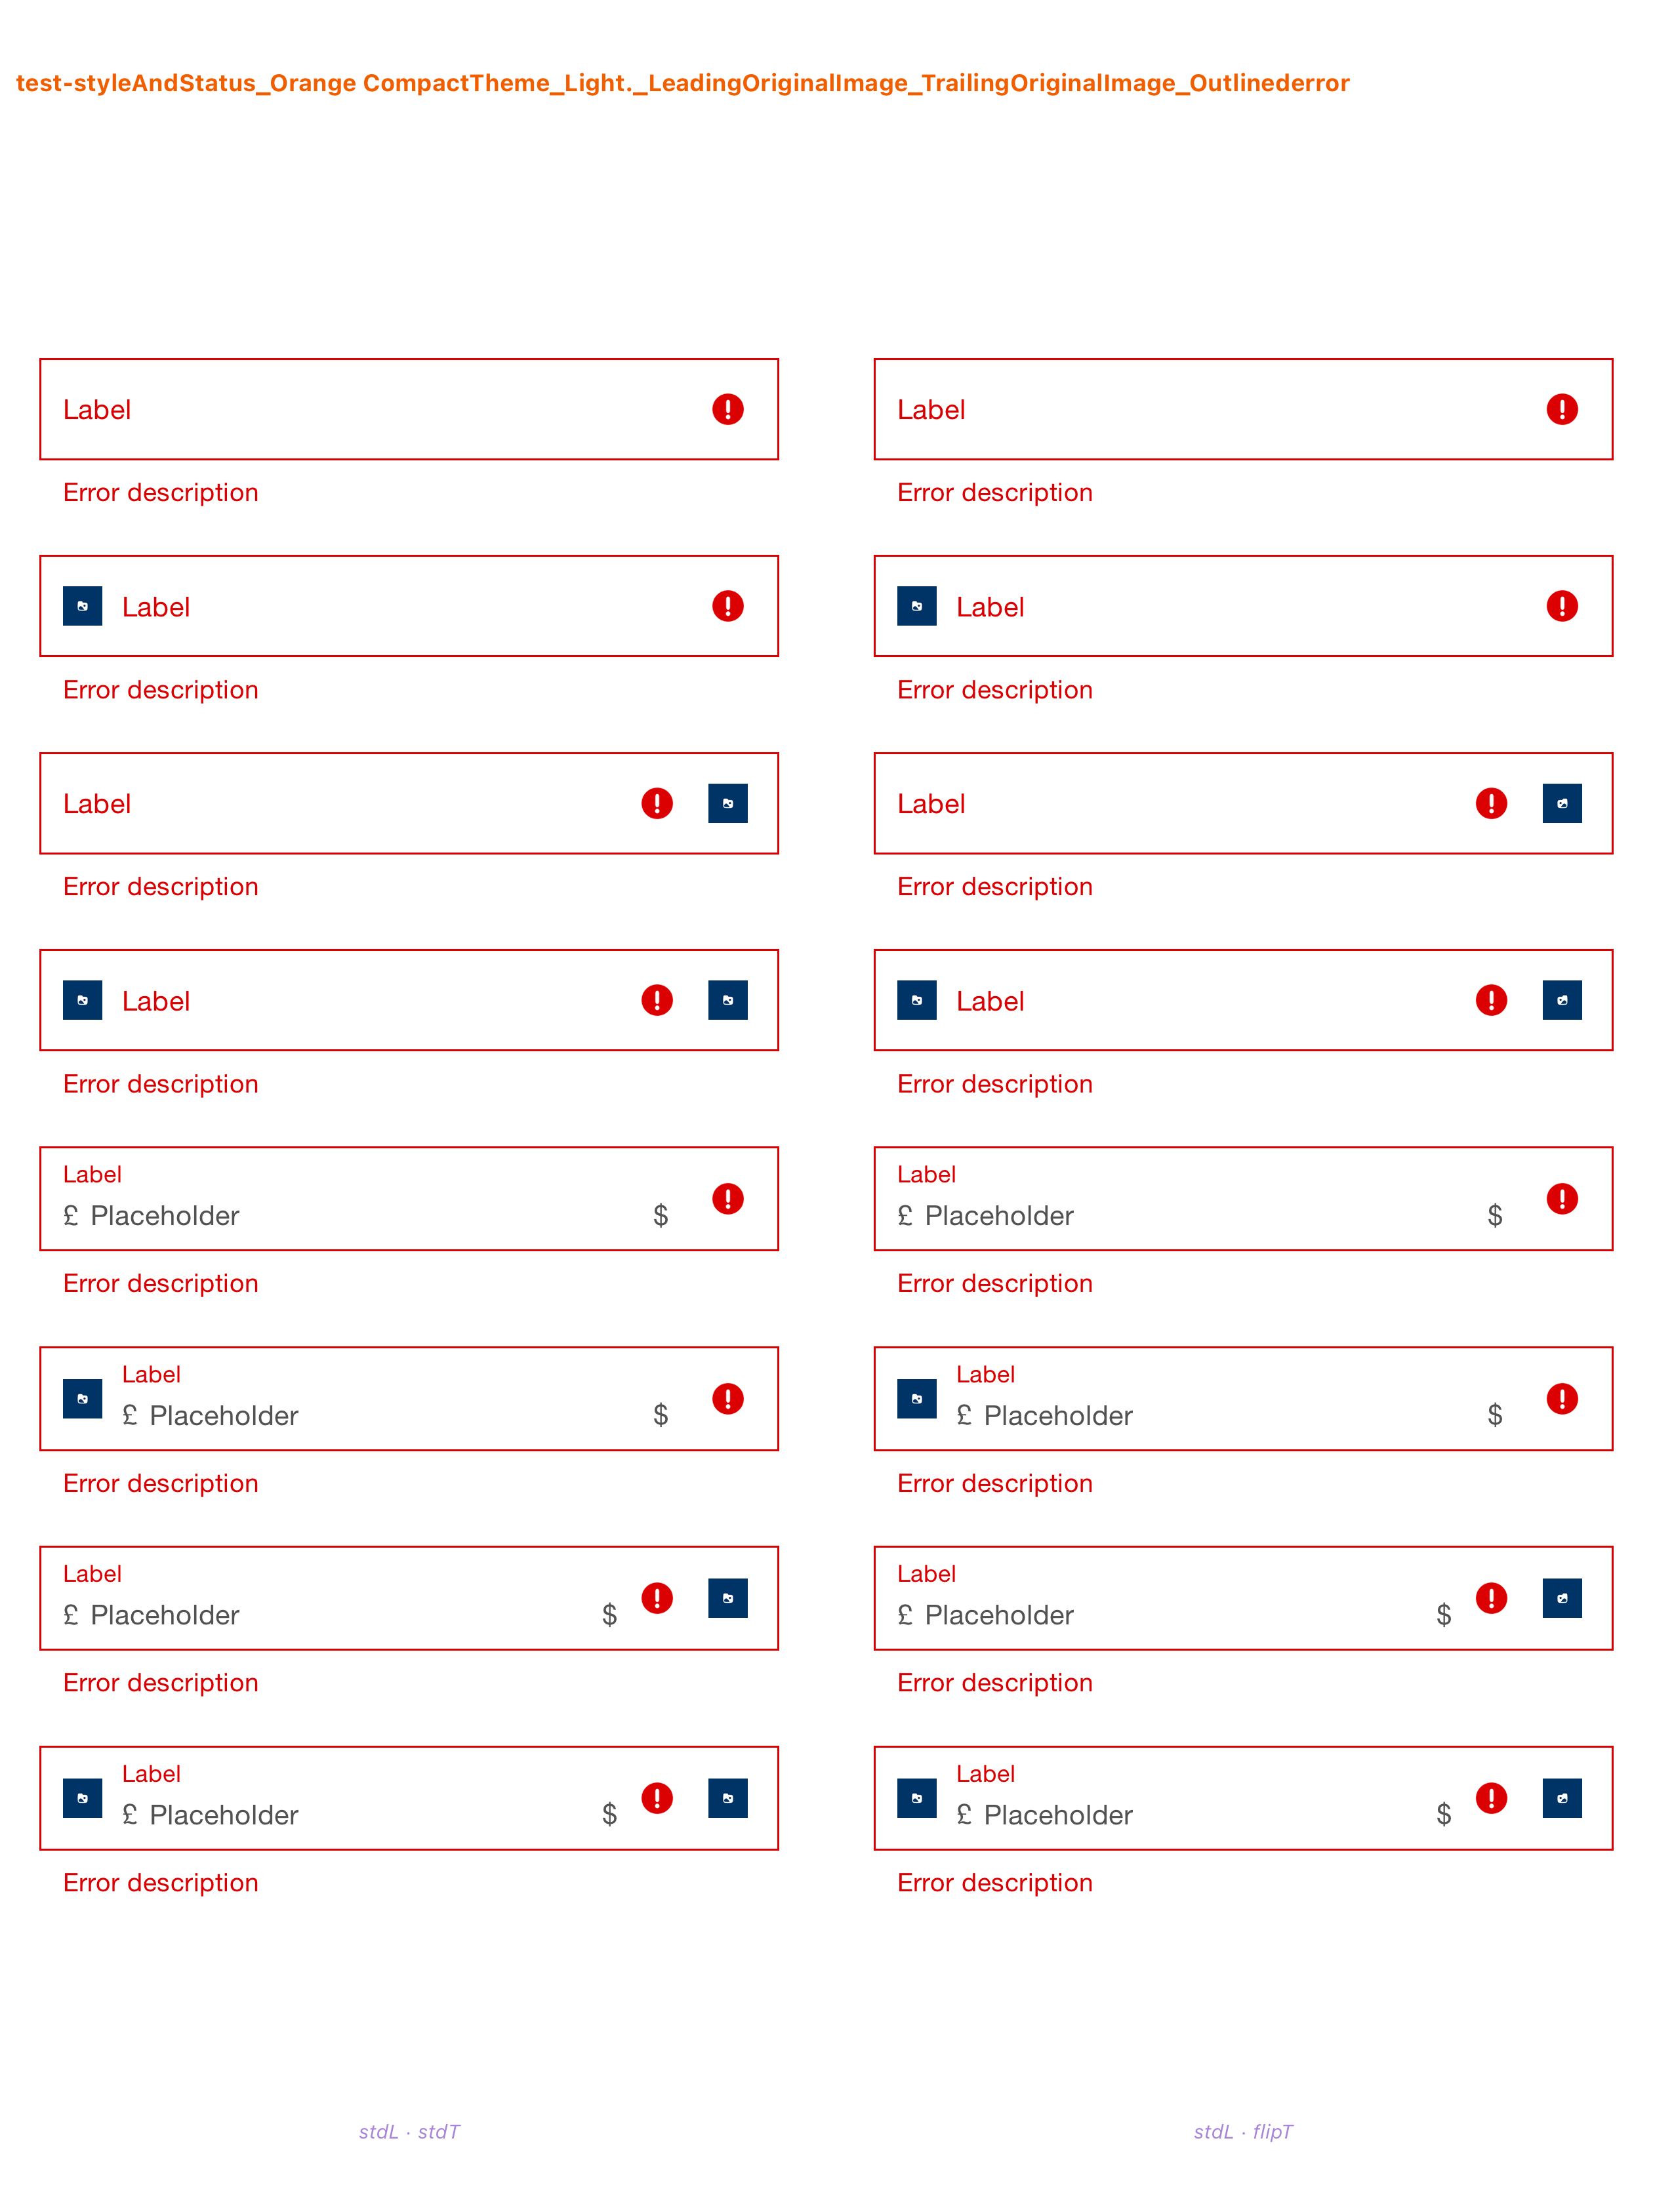 test-styleAndStatus_Orange CompactTheme_Light._LeadingOriginalImage_TrailingOriginalImage_Outlinederror
Label
Label
Error description
Error description
Label
Label
Error description
Error description
Label
Label
Error description
Error description
Label
Label
Error description
Error description
Label
Label
£ Placeholder $
£ Placeholder $
Error description
Error description
Label
Label
£ Placeholder $
£ Placeholder $
Error description
Error description
Label
Label
£ Placeholder $
£ Placeholder $
Error description
Error description
Label
Label
£ Placeholder $
£ Placeholder $
Error description
Error description
stdL · stdT
stdL · flipT